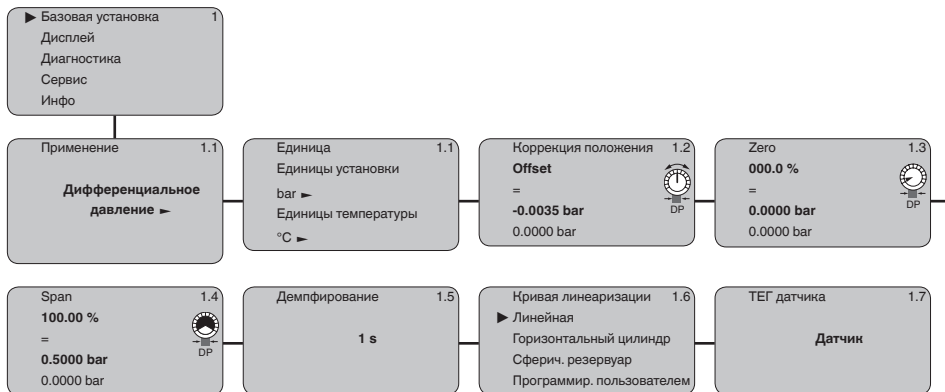 ▶ Базовая установка 1
Дисплей
Диагностика
Сервис
Инфо
Применение 1.1
Дифференциальное
давление ►
Единица 1.1
Единицы установки
bar ►
Единицы температуры
°C ►
Коррекция положения 1.2
Offset
=
-0.0035 bar
0.0000 bar
DP
Zero 1.3
000.0 %
=
0.0000 bar
0.0000 bar
DP
Span 1.4
100.00 %
=
0.5000 bar
0.0000 bar
DP
Демпфирование 1.5
1 s
Кривая линеаризации 1.6
▶ Линейная
Горизонтальный цилиндр
Сферич. резервуар
Программир. пользователем
ТЕГ датчика 1.7
Датчик